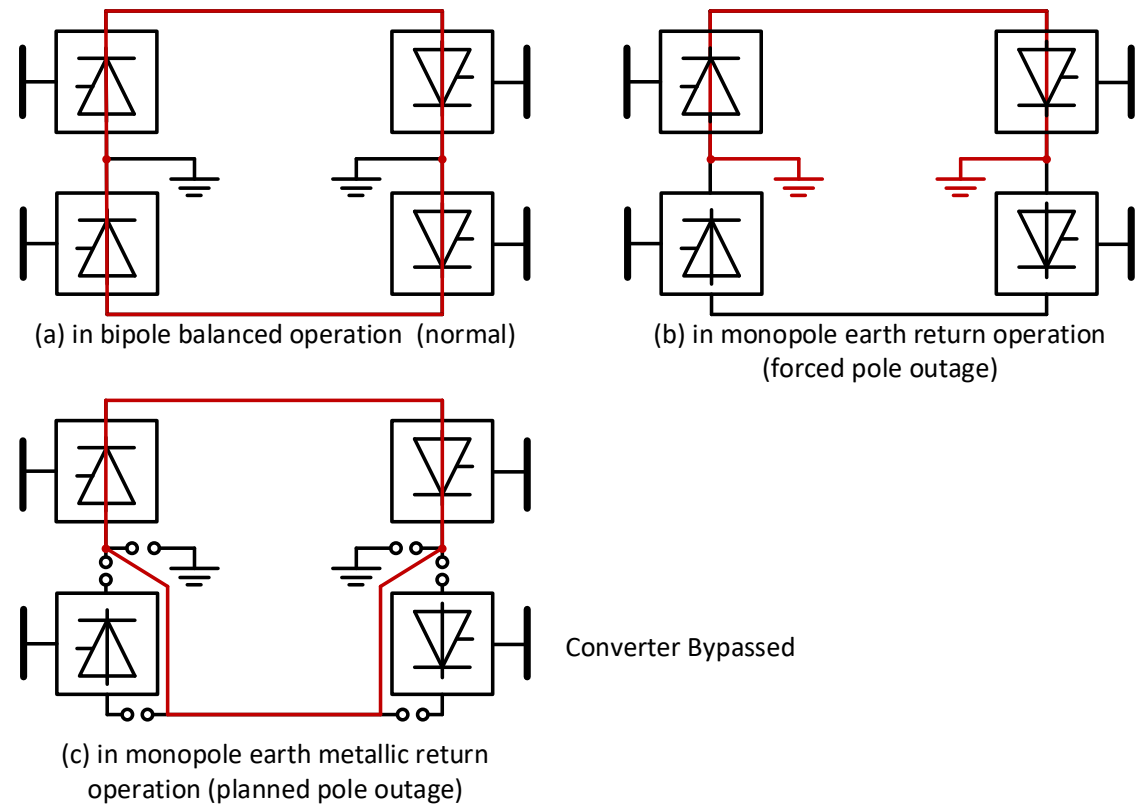 (a) in bipole balanced operation (normal)
(b) in monopole earth return operation
(forced pole outage)
Converter Bypassed
(c) in monopole earth metallic return
operation (planned pole outage)